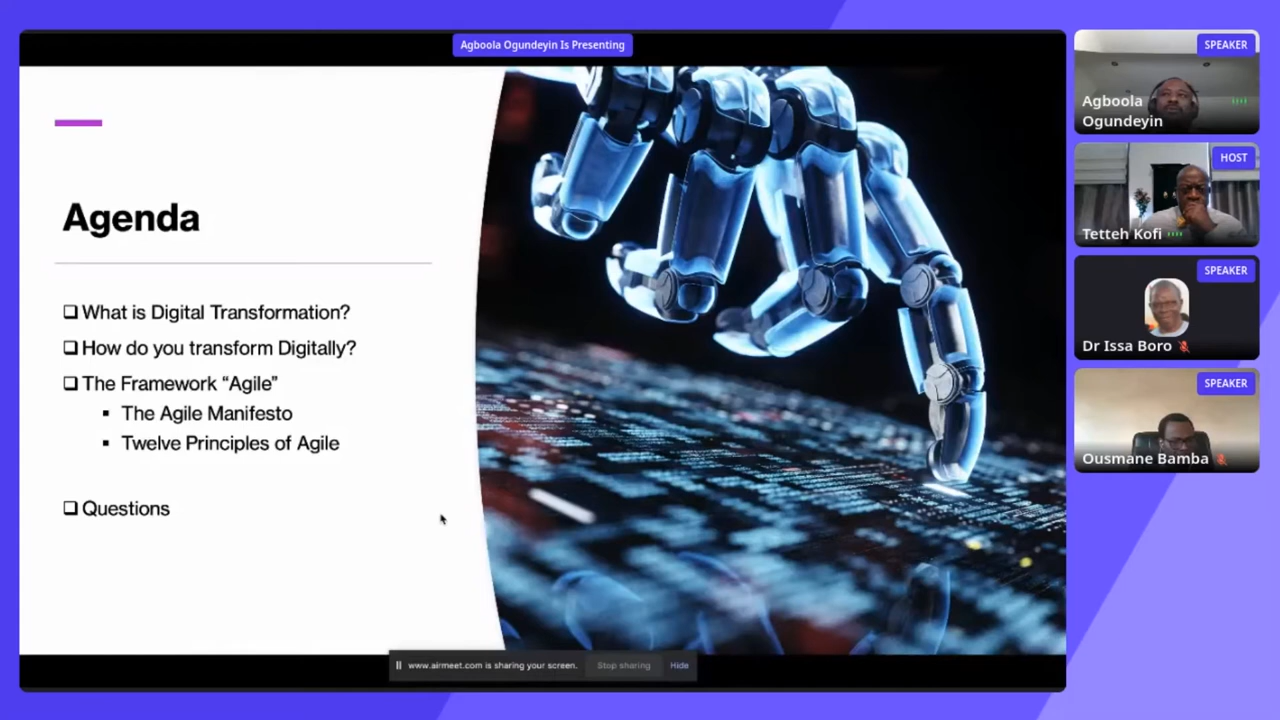 Agboola Ogundeyin Is Presenting
Agenda
What is Digital Transformation?
How do you transform Digitally?
The Framework “Agile”
The Agile Manifesto
Twelve Principles of Agile
Questions
www.airmeet.com is sharing your screen.
Stop sharing
Hide
SPEAKER
Agboola
Ogundeyin
HOST
Tetteh Kofi
SPEAKER
Dr Issa Boro
SPEAKER
Ousmane Bamba